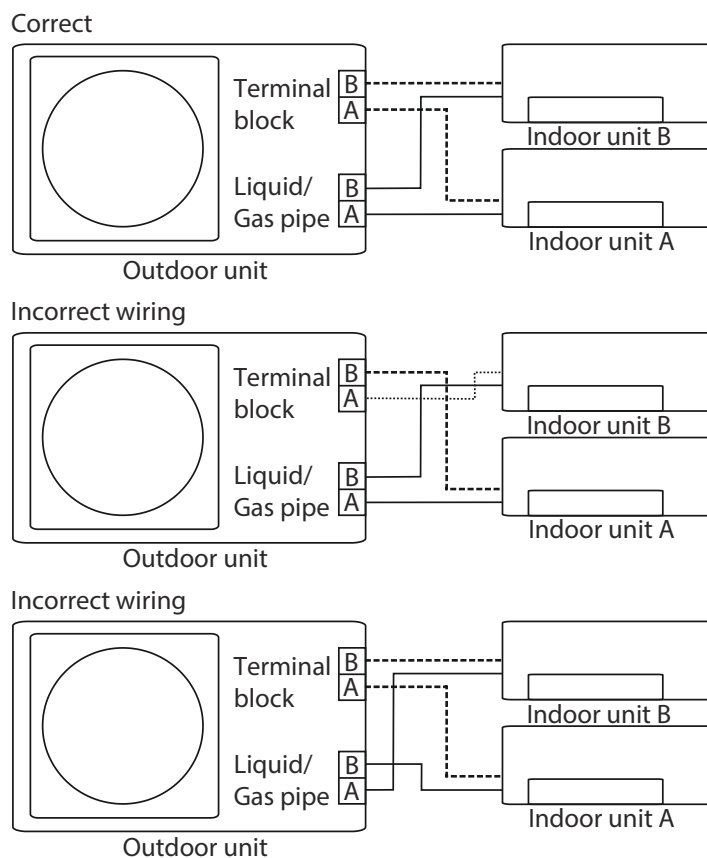 Correct
Terminal B
block A
Indoor unit B
Liquid/ B
Gas pipe A
Indoor unit A
Outdoor unit
Incorrect wiring
Terminal B
block A
Indoor unit B
Liquid/ B
Gas pipe A
Indoor unit A
Outdoor unit
Incorrect wiring
Terminal B
block A
Indoor unit B
Liquid/ B
Gas pipe A
Indoor unit A
Outdoor unit